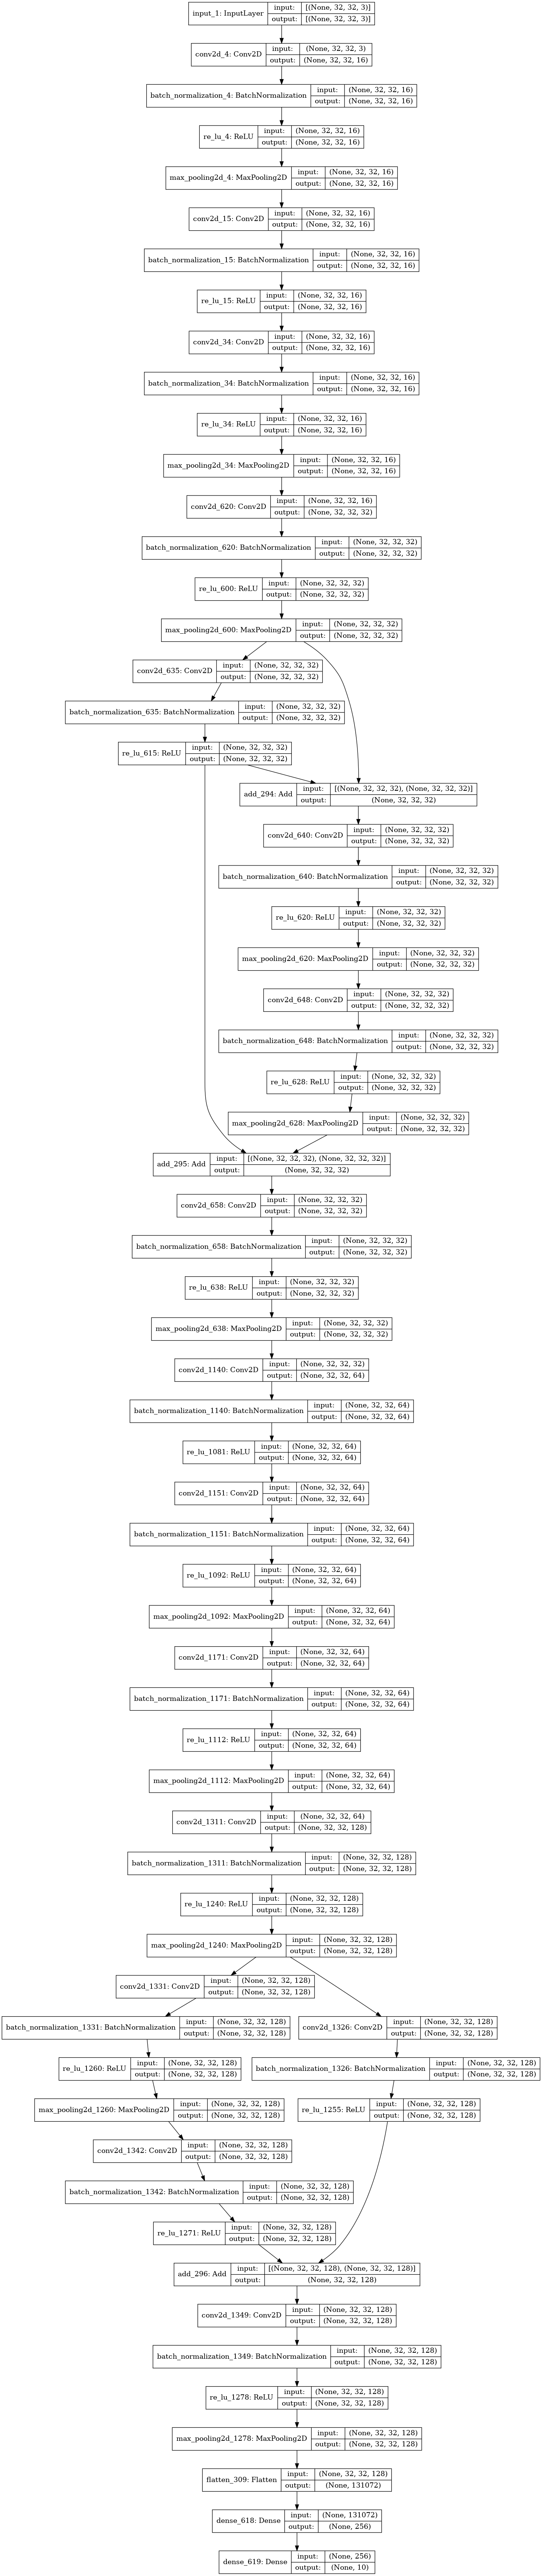 input_1: InputLayer
input: [(None, 32, 32, 3)]
output: [(None, 32, 32, 3)]
conv2d_4: Conv2D
input: (None, 32, 32, 3)
output: (None, 32, 32, 16)
batch_normalization_4: BatchNormalization
input: (None, 32, 32, 16)
output: (None, 32, 32, 16)
re_lu_4: ReLU
input: (None, 32, 32, 16)
output: (None, 32, 32, 16)
max_pooling2d_4: MaxPooling2D
input: (None, 32, 32, 16)
output: (None, 32, 32, 16)
conv2d_15: Conv2D
input: (None, 32, 32, 16)
output: (None, 32, 32, 16)
batch_normalization_15: BatchNormalization
input: (None, 32, 32, 16)
output: (None, 32, 32, 16)
re_lu_15: ReLU
input: (None, 32, 32, 16)
output: (None, 32, 32, 16)
conv2d_34: Conv2D
input: (None, 32, 32, 16)
output: (None, 32, 32, 16)
batch_normalization_34: BatchNormalization
input: (None, 32, 32, 16)
output: (None, 32, 32, 16)
re_lu_34: ReLU
input: (None, 32, 32, 16)
output: (None, 32, 32, 16)
max_pooling2d_34: MaxPooling2D
input: (None, 32, 32, 16)
output: (None, 32, 32, 16)
conv2d_620: Conv2D
input: (None, 32, 32, 16)
output: (None, 32, 32, 32)
batch_normalization_620: BatchNormalization
input: (None, 32, 32, 32)
output: (None, 32, 32, 32)
re_lu_600: ReLU
input: (None, 32, 32, 32)
output: (None, 32, 32, 32)
max_pooling2d_600: MaxPooling2D
input: (None, 32, 32, 32)
output: (None, 32, 32, 32)
conv2d_635: Conv2D
input: (None, 32, 32, 32)
output: (None, 32, 32, 32)
batch_normalization_635: BatchNormalization
input: (None, 32, 32, 32)
output: (None, 32, 32, 32)
re_lu_615: ReLU
input: (None, 32, 32, 32)
output: (None, 32, 32, 32)
add_294: Add
input: [(None, 32, 32, 32), (None, 32, 32, 32)]
output: (None, 32, 32, 32)
conv2d_640: Conv2D
input: (None, 32, 32, 32)
output: (None, 32, 32, 32)
batch_normalization_640: BatchNormalization
input: (None, 32, 32, 32)
output: (None, 32, 32, 32)
re_lu_620: ReLU
input: (None, 32, 32, 32)
output: (None, 32, 32, 32)
max_pooling2d_620: MaxPooling2D
input: (None, 32, 32, 32)
output: (None, 32, 32, 32)
conv2d_648: Conv2D
input: (None, 32, 32, 32)
output: (None, 32, 32, 32)
batch_normalization_648: BatchNormalization
input: (None, 32, 32, 32)
output: (None, 32, 32, 32)
re_lu_628: ReLU
input: (None, 32, 32, 32)
output: (None, 32, 32, 32)
max_pooling2d_628: MaxPooling2D
input: (None, 32, 32, 32)
output: (None, 32, 32, 32)
add_295: Add
input: [(None, 32, 32, 32), (None, 32, 32, 32)]
output: (None, 32, 32, 32)
conv2d_658: Conv2D
input: (None, 32, 32, 32)
output: (None, 32, 32, 32)
batch_normalization_658: BatchNormalization
input: (None, 32, 32, 32)
output: (None, 32, 32, 32)
re_lu_638: ReLU
input: (None, 32, 32, 32)
output: (None, 32, 32, 32)
max_pooling2d_638: MaxPooling2D
input: (None, 32, 32, 32)
output: (None, 32, 32, 32)
conv2d_1140: Conv2D
input: (None, 32, 32, 32)
output: (None, 32, 32, 64)
batch_normalization_1140: BatchNormalization
input: (None, 32, 32, 64)
output: (None, 32, 32, 64)
re_lu_1081: ReLU
input: (None, 32, 32, 64)
output: (None, 32, 32, 64)
conv2d_1151: Conv2D
input: (None, 32, 32, 64)
output: (None, 32, 32, 64)
batch_normalization_1151: BatchNormalization
input: (None, 32, 32, 64)
output: (None, 32, 32, 64)
re_lu_1092: ReLU
input: (None, 32, 32, 64)
output: (None, 32, 32, 64)
max_pooling2d_1092: MaxPooling2D
input: (None, 32, 32, 64)
output: (None, 32, 32, 64)
conv2d_1171: Conv2D
input: (None, 32, 32, 64)
output: (None, 32, 32, 64)
batch_normalization_1171: BatchNormalization
input: (None, 32, 32, 64)
output: (None, 32, 32, 64)
re_lu_1112: ReLU
input: (None, 32, 32, 64)
output: (None, 32, 32, 64)
max_pooling2d_1112: MaxPooling2D
input: (None, 32, 32, 64)
output: (None, 32, 32, 64)
conv2d_1311: Conv2D
input: (None, 32, 32, 64)
output: (None, 32, 32, 128)
batch_normalization_1311: BatchNormalization
input: (None, 32, 32, 128)
output: (None, 32, 32, 128)
re_lu_1240: ReLU
input: (None, 32, 32, 128)
output: (None, 32, 32, 128)
max_pooling2d_1240: MaxPooling2D
input: (None, 32, 32, 128)
output: (None, 32, 32, 128)
conv2d_1331: Conv2D
input: (None, 32, 32, 128)
output: (None, 32, 32, 128)
batch_normalization_1331: BatchNormalization
input: (None, 32, 32, 128)
output: (None, 32, 32, 128)
conv2d_1326: Conv2D
input: (None, 32, 32, 128)
output: (None, 32, 32, 128)
re_lu_1260: ReLU
input: (None, 32, 32, 128)
output: (None, 32, 32, 128)
batch_normalization_1326: BatchNormalization
input: (None, 32, 32, 128)
output: (None, 32, 32, 128)
max_pooling2d_1260: MaxPooling2D
input: (None, 32, 32, 128)
output: (None, 32, 32, 128)
re_lu_1255: ReLU
input: (None, 32, 32, 128)
output: (None, 32, 32, 128)
conv2d_1342: Conv2D
input: (None, 32, 32, 128)
output: (None, 32, 32, 128)
batch_normalization_1342: BatchNormalization
input: (None, 32, 32, 128)
output: (None, 32, 32, 128)
re_lu_1271: ReLU
input: (None, 32, 32, 128)
output: (None, 32, 32, 128)
add_296: Add
input: [(None, 32, 32, 128), (None, 32, 32, 128)]
output: (None, 32, 32, 128)
conv2d_1349: Conv2D
input: (None, 32, 32, 128)
output: (None, 32, 32, 128)
batch_normalization_1349: BatchNormalization
input: (None, 32, 32, 128)
output: (None, 32, 32, 128)
re_lu_1278: ReLU
input: (None, 32, 32, 128)
output: (None, 32, 32, 128)
max_pooling2d_1278: MaxPooling2D
input: (None, 32, 32, 128)
output: (None, 32, 32, 128)
flatten_309: Flatten
input: (None, 32, 32, 128)
output: (None, 131072)
dense_618: Dense
input: (None, 131072)
output: (None, 256)
dense_619: Dense
input: (None, 256)
output: (None, 10)